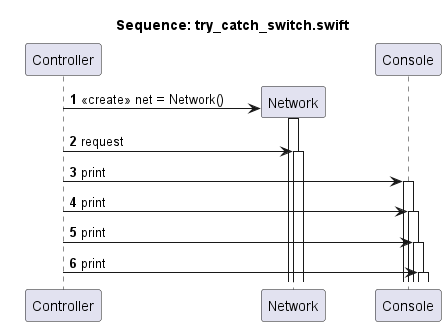 Sequence: try_catch_switch.swift
Controller
Console
1 «create» net = Network()
Network
2 request
3 print
4 print
5 print
6 print
Controller
Network
Console